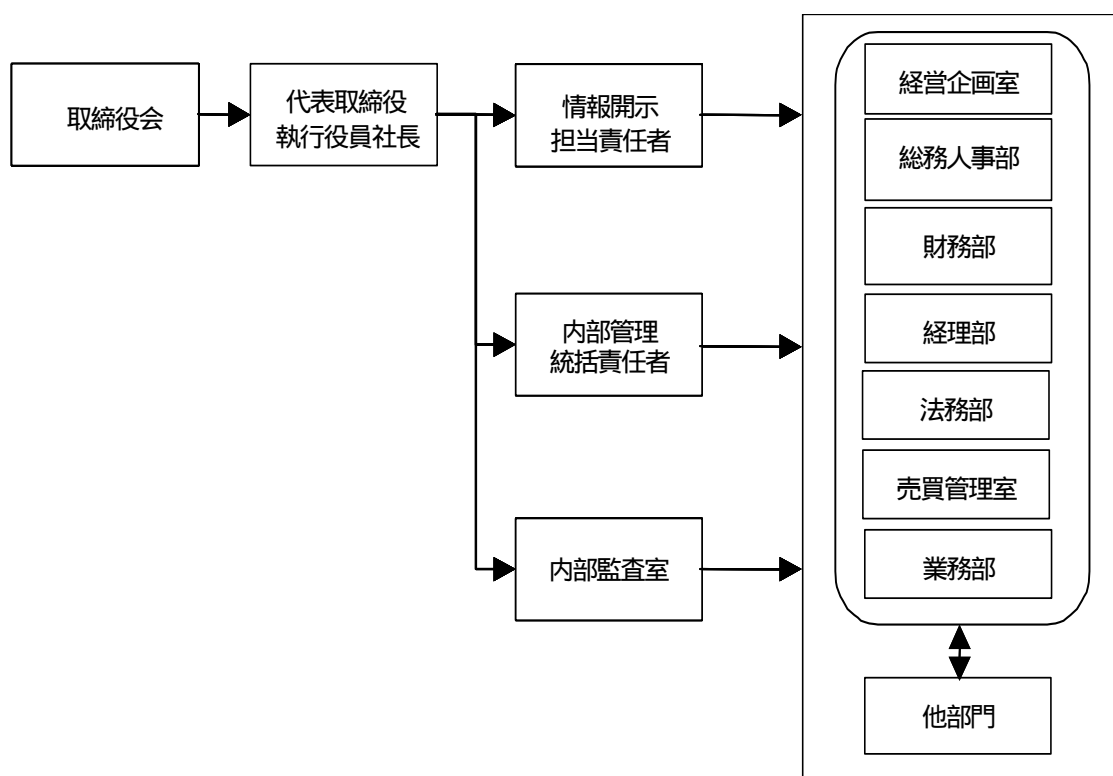 取締役会
代表取締役
執行役員社長
情報開示
担当責任者
内部管理
統括責任者
内部監査室
経営企画室
総務人事部
財務部
経理部
法務部
売買管理室
業務部
他部門